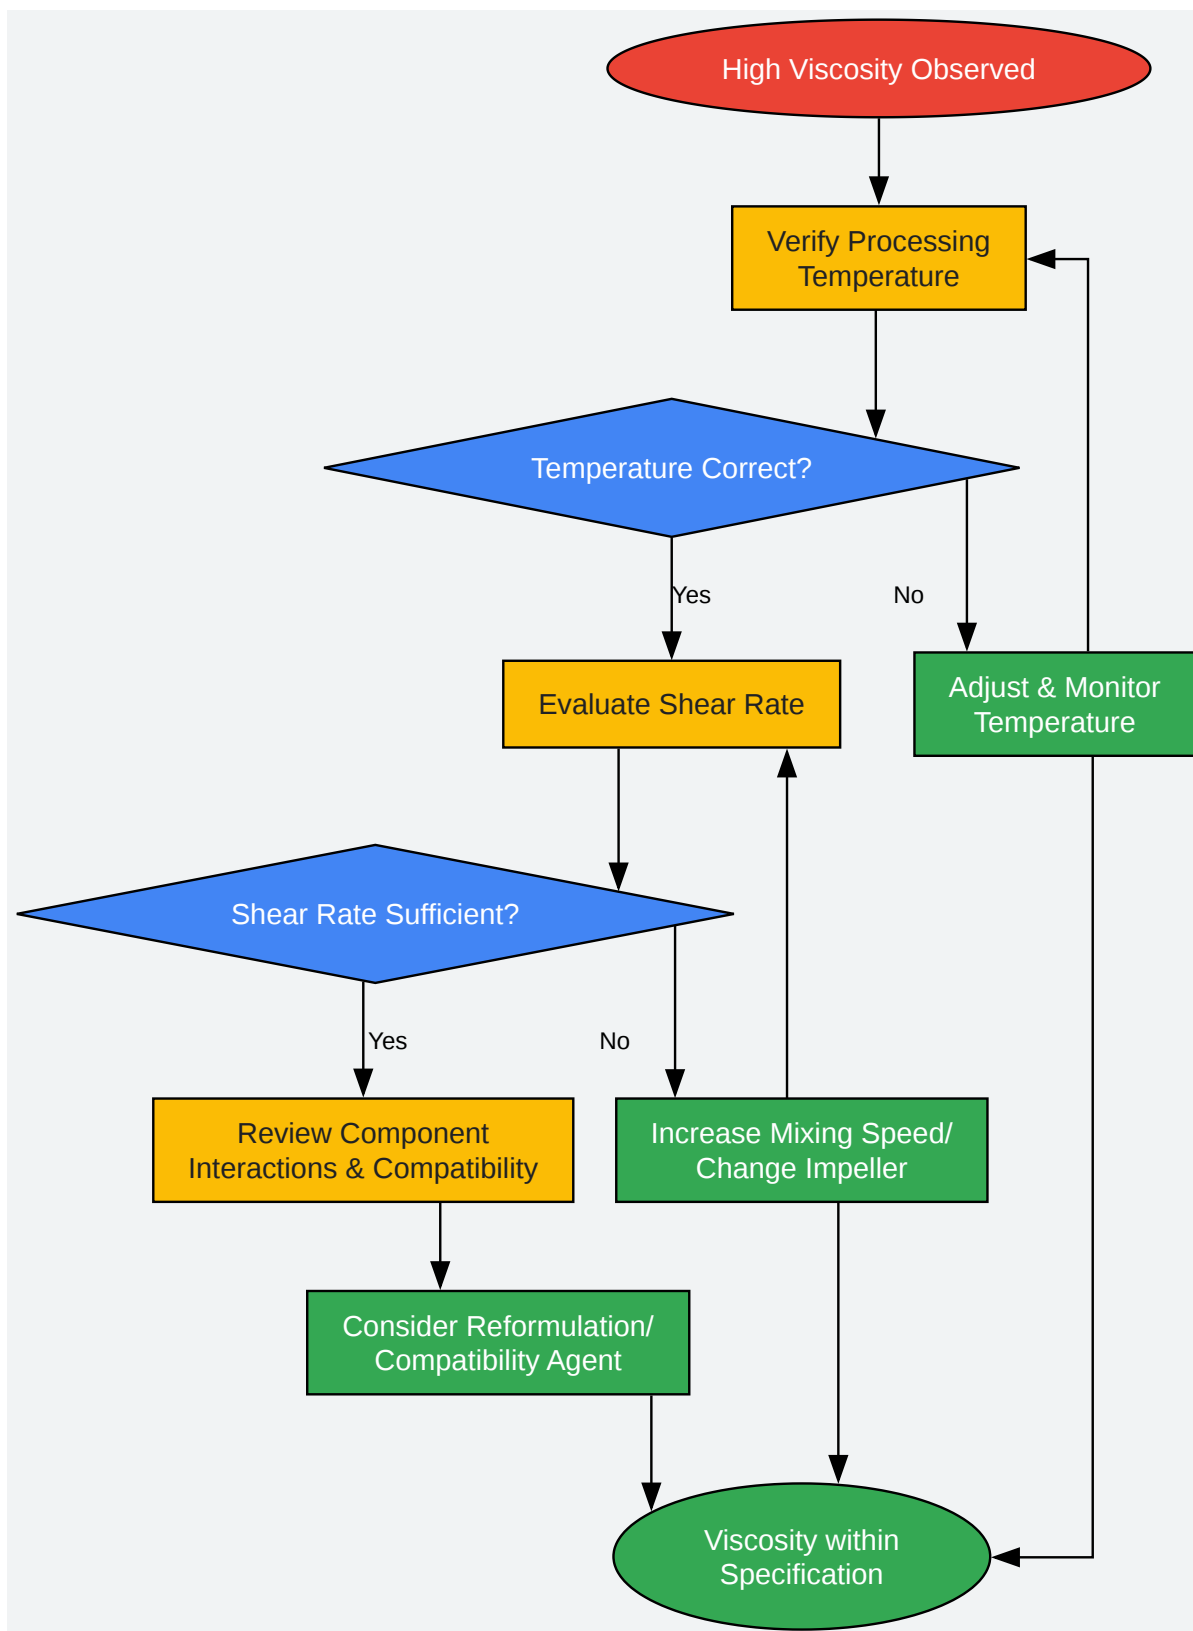 High Viscosity Observed
Verify Processing
Temperature
Temperature Correct?
Yes
No
Evaluate Shear Rate
Adjust & Monitor
Temperature
Shear Rate Sufficient?
Yes
No
Review Component
Interactions & Compatibility
Increase Mixing Speed/
Change Impeller
Consider Reformulation/
Compatibility Agent
Viscosity within
Specification